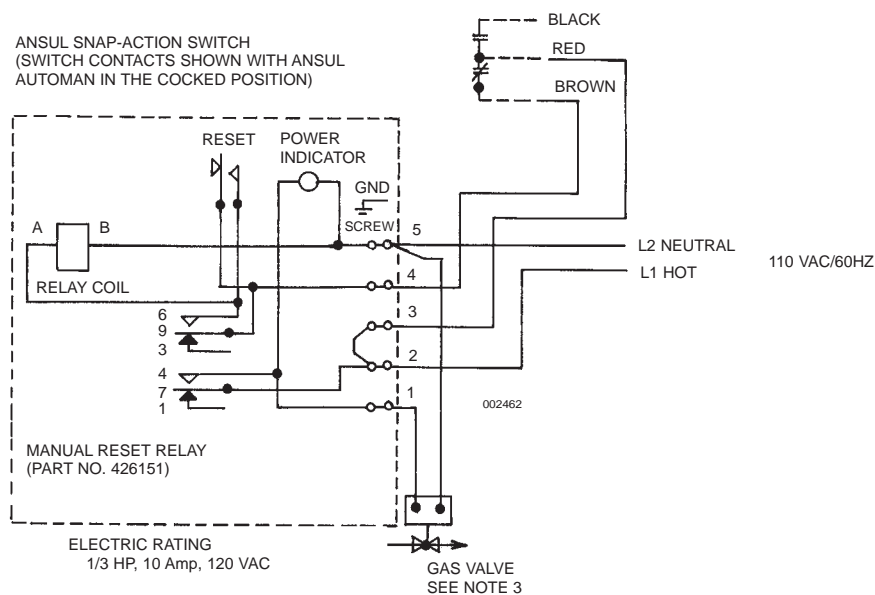 BLACK
ANSUL SNAP-ACTION SWITCH
(SWITCH CONTACTS SHOWN WITH ANSUL
AUTOMAN IN THE COCKED POSITION)
RED
BROWN
RESET
POWER
INDICATOR
GND
SCREW
A
B
5
L2 NEUTRAL
110 VAC/60HZ
L1 HOT
4
RELAY COIL
6
9
3
3
4
7
1
2
1
002462
MANUAL RESET RELAY
(PART NO. 426151)
ELECTRIC RATING
1/3 HP, 10 Amp, 120 VAC
GAS VALVE
SEE NOTE 3